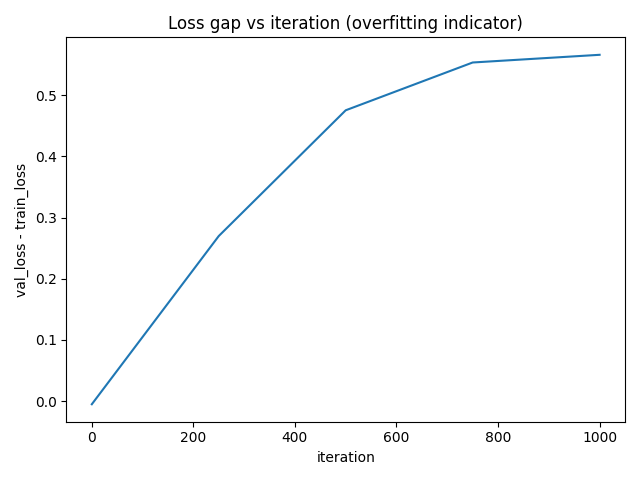 Loss gap vs iteration (overfitting indicator)
val_loss - train_loss
0.5
0.4
0.3
0.2
0.1
0.0
0 200 400 600 800 1000
iteration